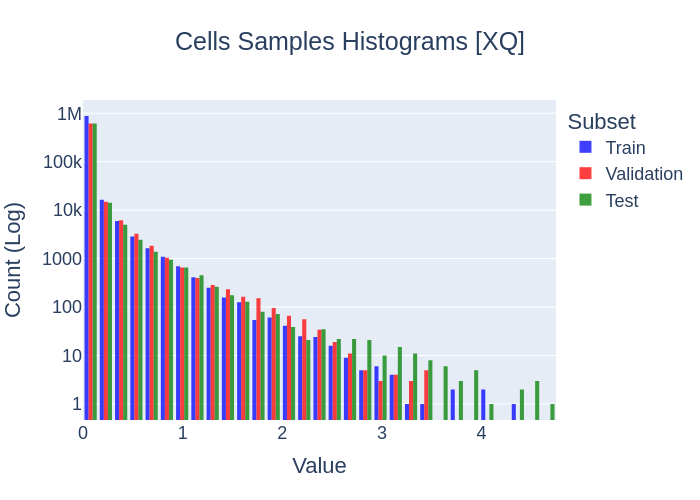 Cells Samples Histograms [XQ]
Subset
Train
Validation
Test
Count (Log)
1M
100k
10k
1000
100
10
1
0 1 2 3 4
Value